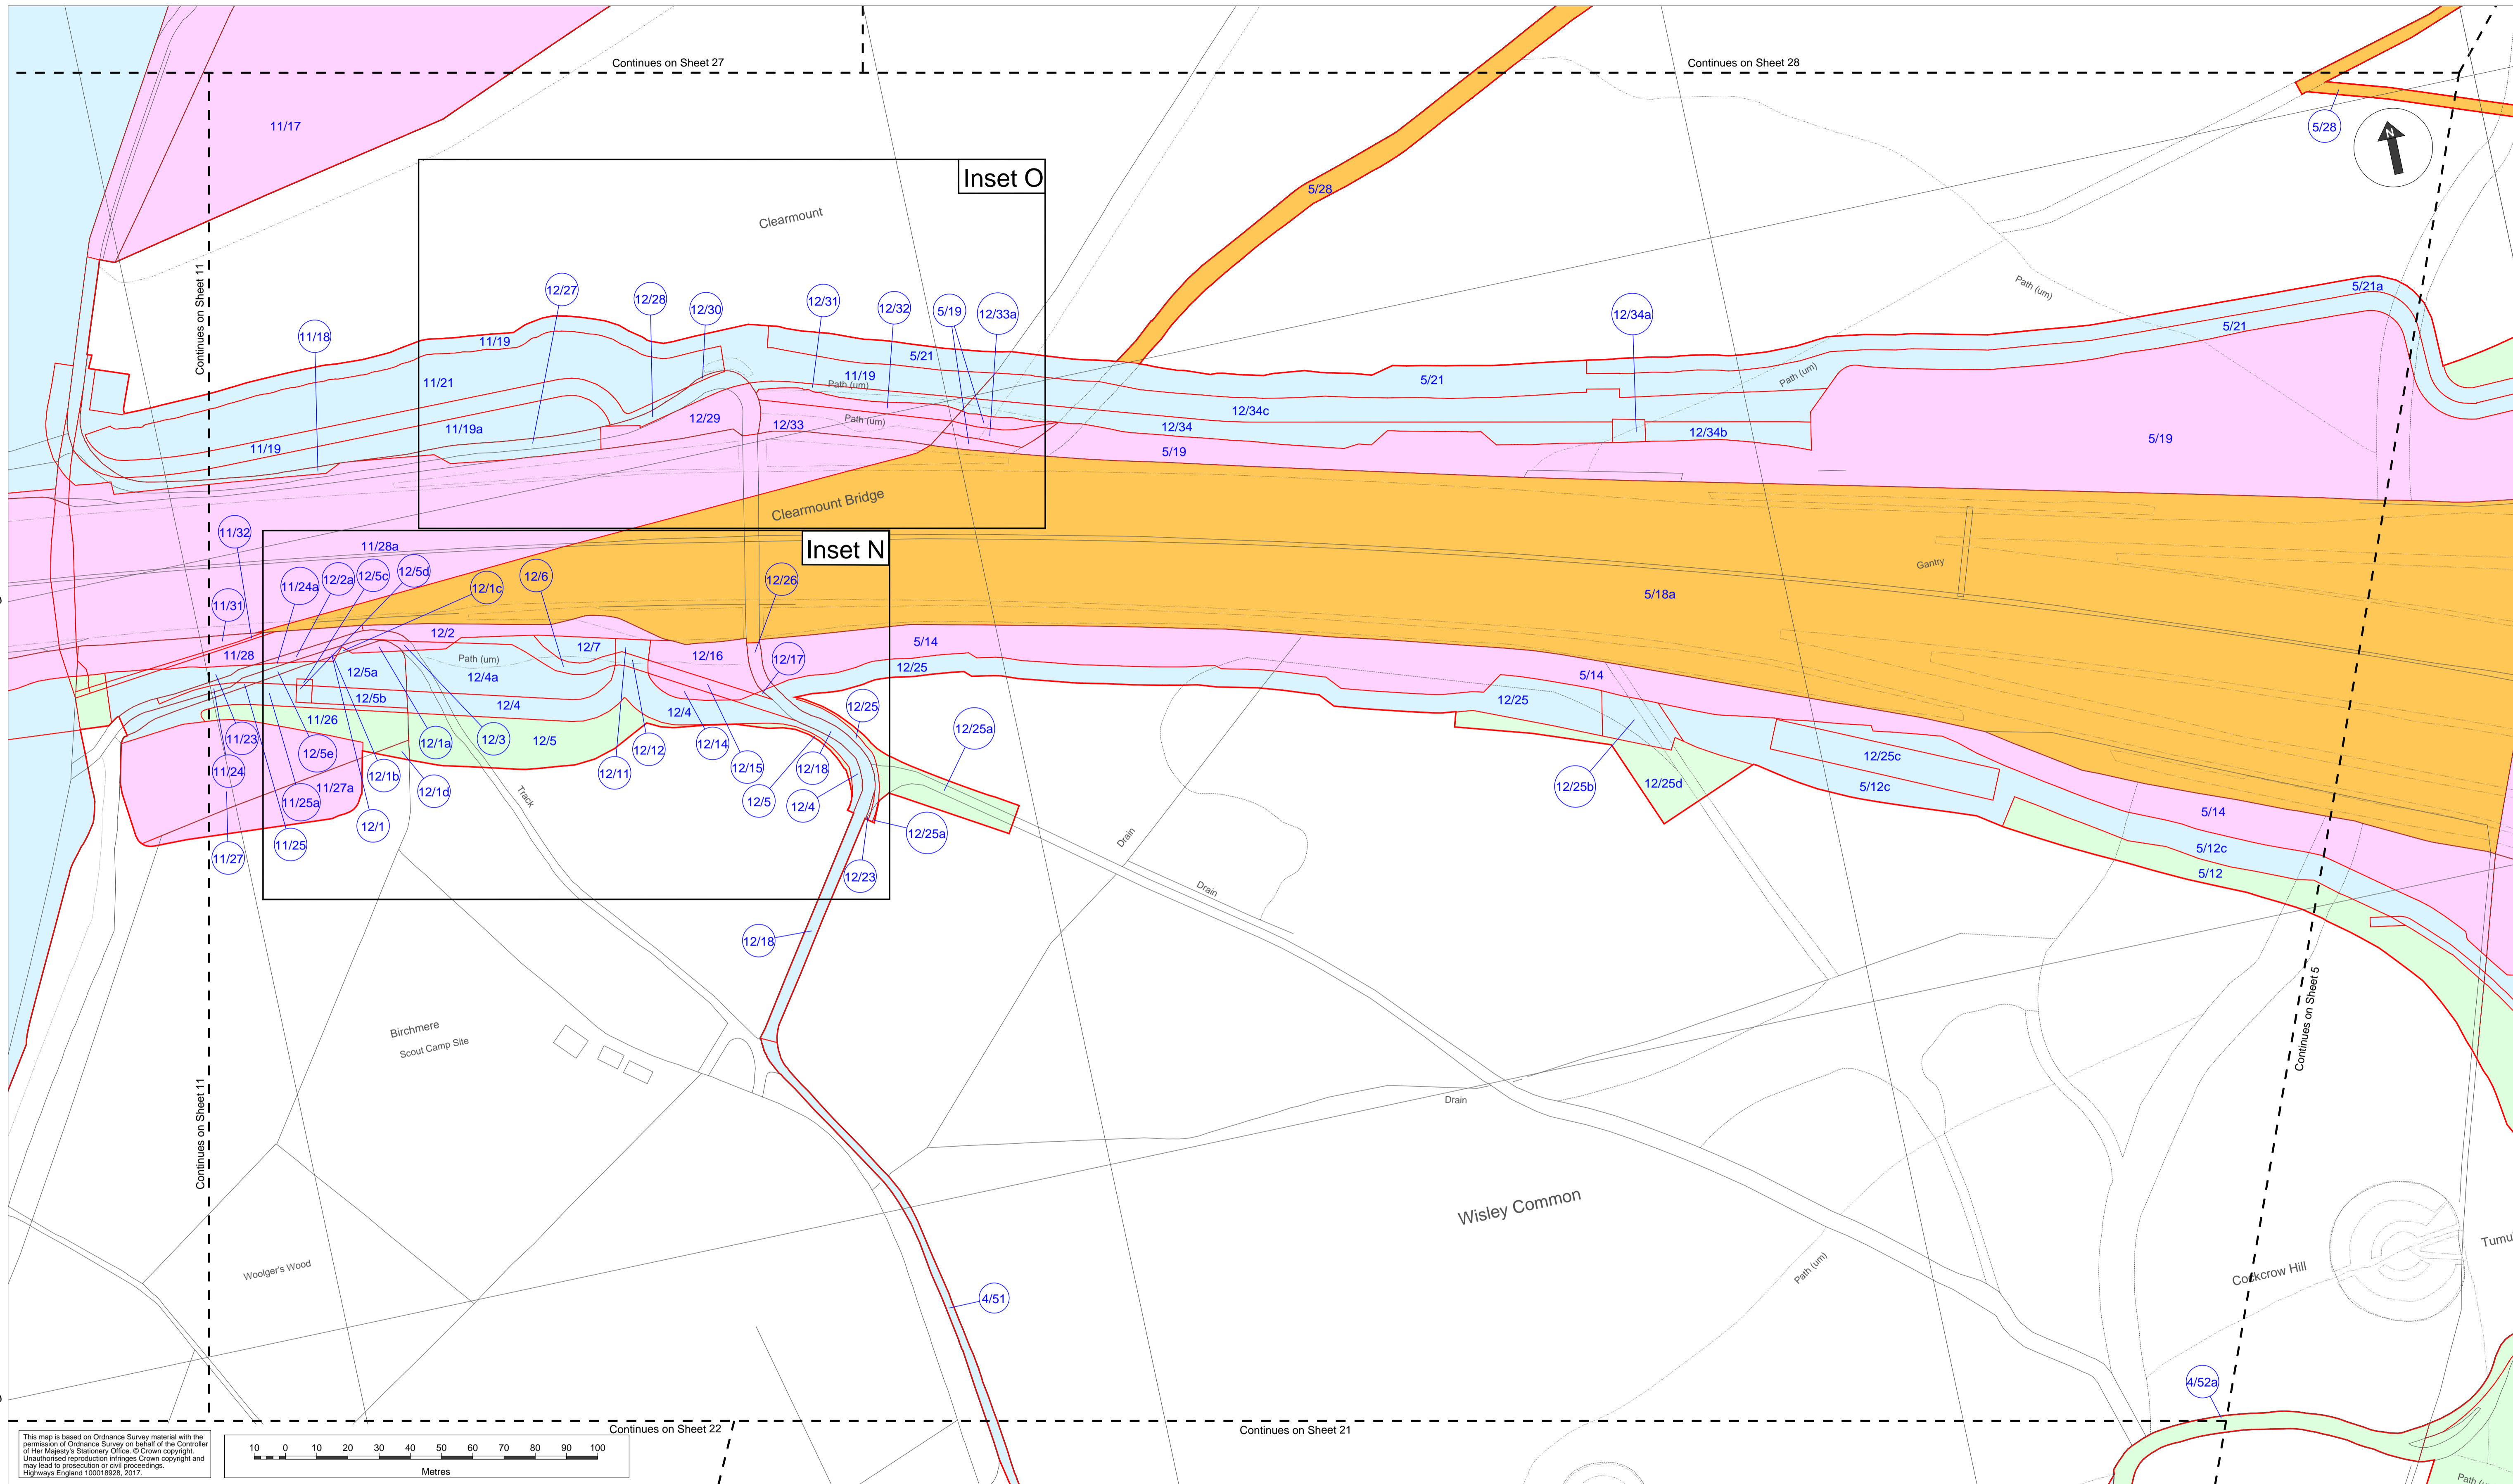 Continues on Sheet 27
Continues on Sheet 28
11/17
5/28
N
Inset O
5/28
Clearmount
Continues on Sheet 11
Path (um)
5/21a
12/27
12/28
12/30
12/31
12/32
5/19
12/33a
12/34a
5/21
11/18
11/19
5/21
11/21
11/19
Path (um)
5/21
Path (um)
12/34c
11/19a
12/29
Path (um)
12/33
12/34
12/34b
5/19
11/19
5/19
Clearmount Bridge
11/32
Inset N
11/28a
Gantry
11/24a
12/2a
12/5c
12/5d
12/1c
12/6
12/26
5/18a
11/31
12/2
5/14
11/28
Path (um)
12/7
12/16
12/17
12/25
5/14
12/5a
12/4a
12/5b
12/4
12/4
12/25
12/25
11/26
12/25a
11/23
12/5e
12/1a
12/3
12/5
12/12
12/14
11/24
12/1b
12/11
12/15
12/18
12/25c
11/25a
11/27a
12/1d
Track
12/5
12/4
12/25b
12/25d
5/12c
12/1
12/25a
Drain
5/14
11/25
5/12c
11/27
12/23
Drain
5/12
12/18
Continues on Sheet 5
Birchmere
Scout Camp Site
Drain
Continues on Sheet 11
Wisley Common
Path (um)
Woolger's Wood
Cockcrow Hill
Tumu
4/51
4/52a
Continues on Sheet 22
Continues on Sheet 21
This map is based on Ordnance Survey material with the
permission of Ordnance Survey on behalf of the Controller
of Her Majesty's Stationery Office. © Crown copyright.
Unauthorised reproduction infringes Crown copyright and
may lead to prosecution or civil proceedings.
Highways England 100018928, 2017.
10 0 10 20 30 40 50 60 70 80 90 100
Metres
Path (u